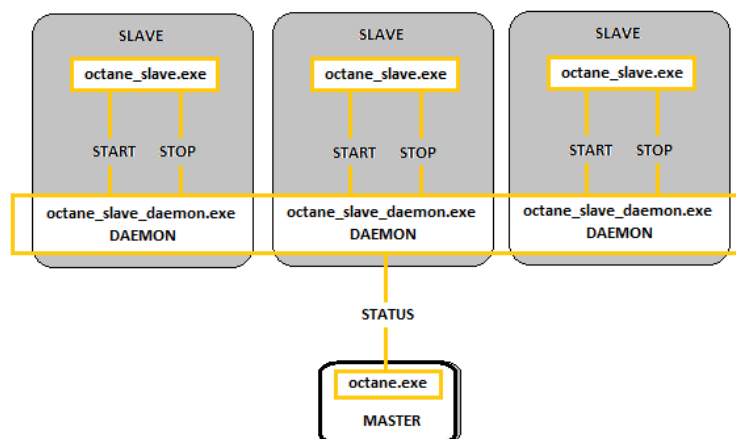 SLAVE SLAVE SLAVE
octane_slave.exe octane_slave.exe octane_slave.exe
START STOP START STOP START STOP
octane_slave_daemon.exe octane_slave_daemon.exe octane_slave_daemon.exe
DAEMON DAEMON DAEMON
STATUS
octane.exe
MASTER